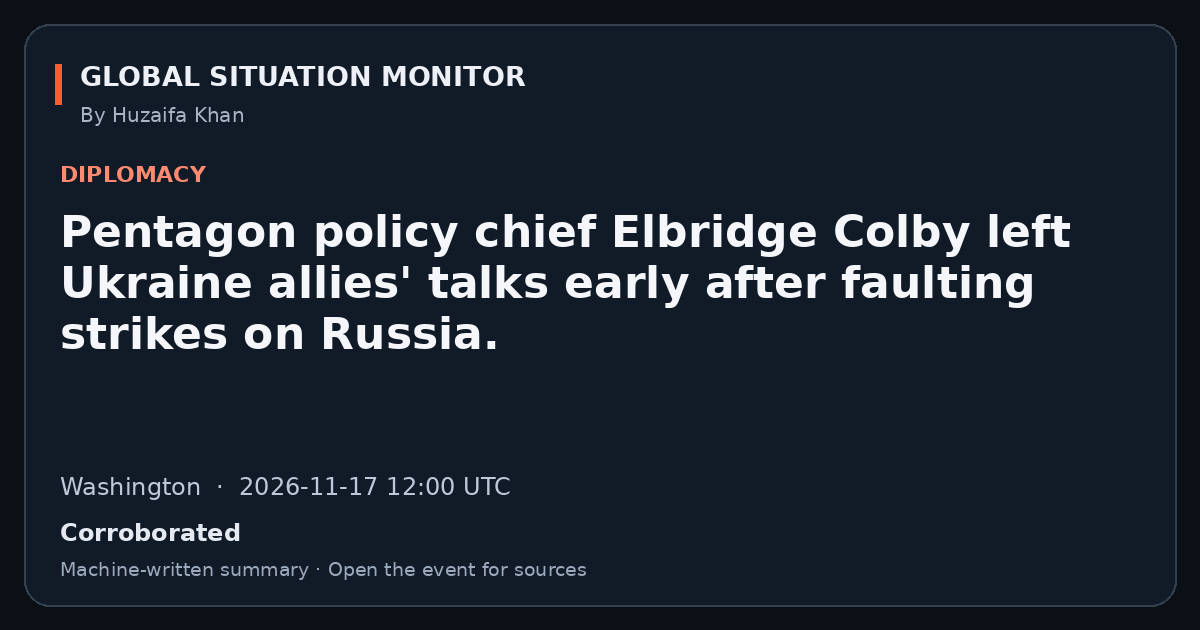 GLOBAL SITUATION MONITOR
By Huzaifa Khan
DIPLOMACY
Pentagon policy chief Elbridge Colby left
Ukraine allies' talks early after faulting
strikes on Russia.
Washington · 2026-11-17 12:00 UTC
Corroborated
Machine-written summary · Open the event for sources